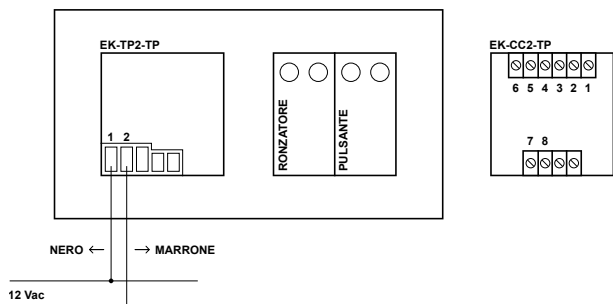 EK-TP2-TP
EK-CC2-TP
6 5 4 3 2 1
RONZATORE
PULSANTE
1 2
7 8
NERO ← → MARRONE
12 Vac